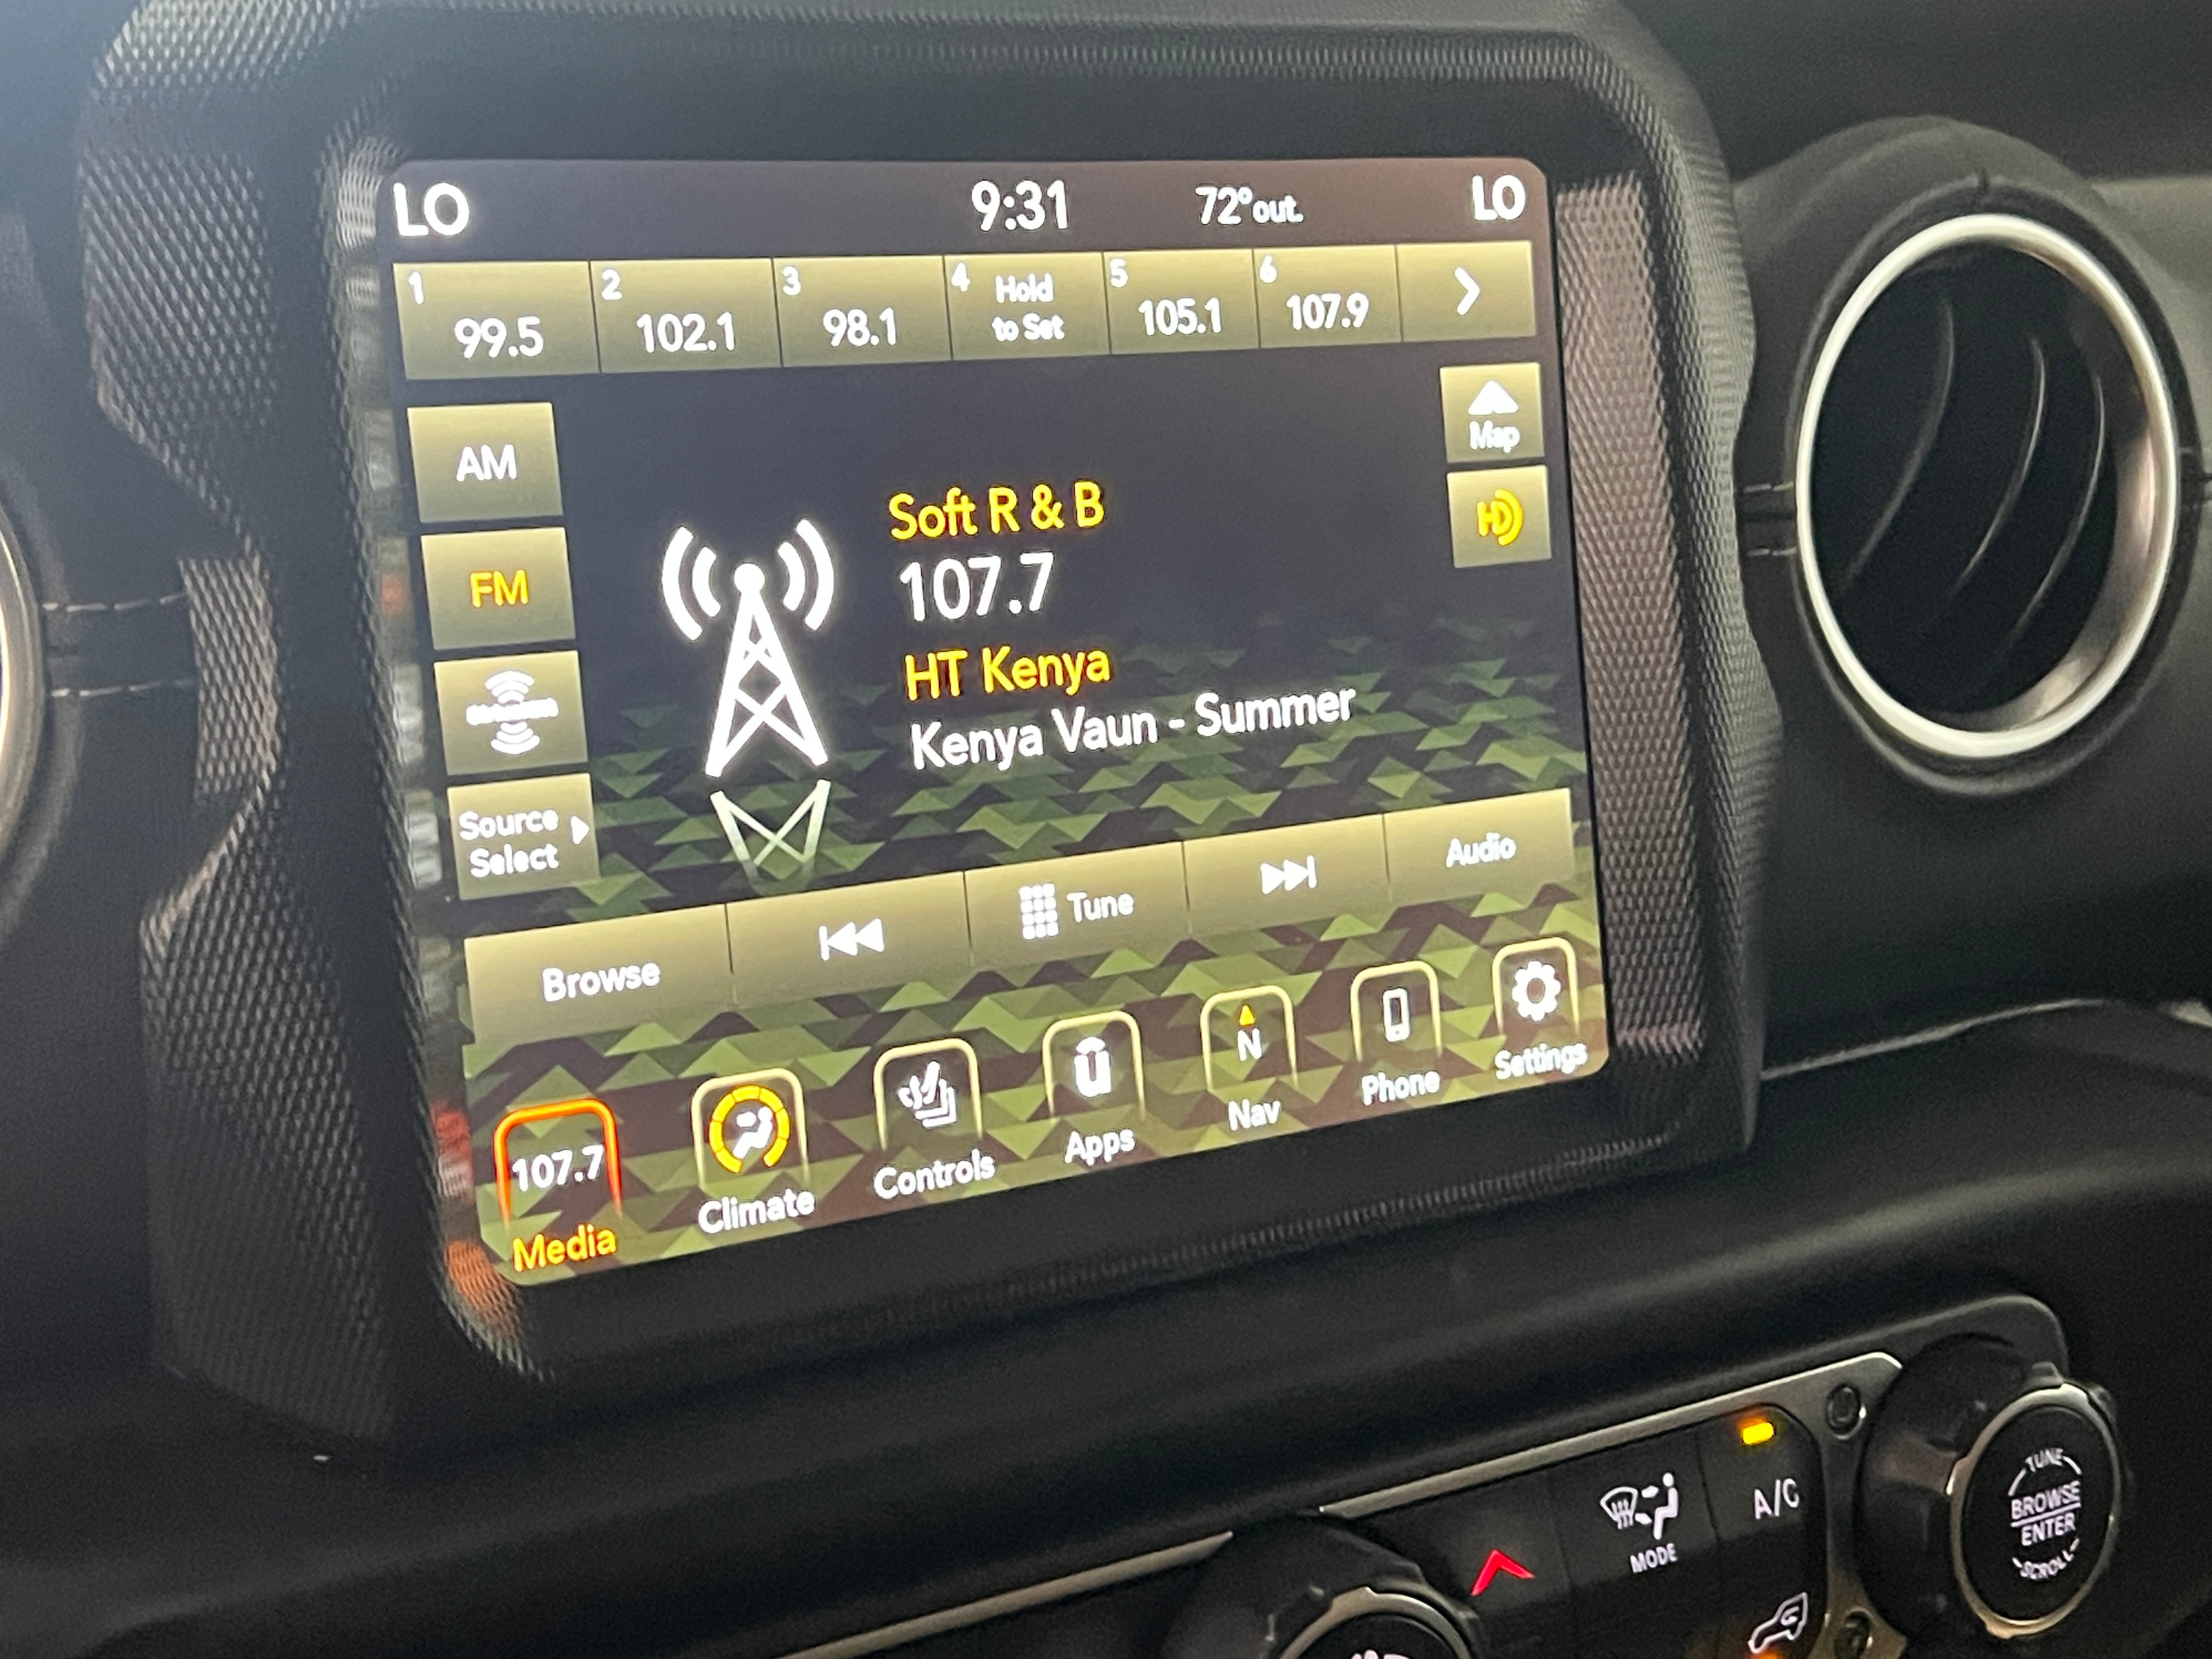 LO 9:31 72°out. LO
1 2 3 4 Hold 5 6
99.5 102.1 98.1 to Set 105.1 107.9
AM
Map
FM
HD
Soft R & B
107.7
HT Kenya
Kenya Vaun - Summer
Source
Select
Browse Tune Audio
107.7 N
Media Climate Controls Apps Nav Phone Settings
MODE
A/C
TUNE
BROWSE
ENTER
SCROLL